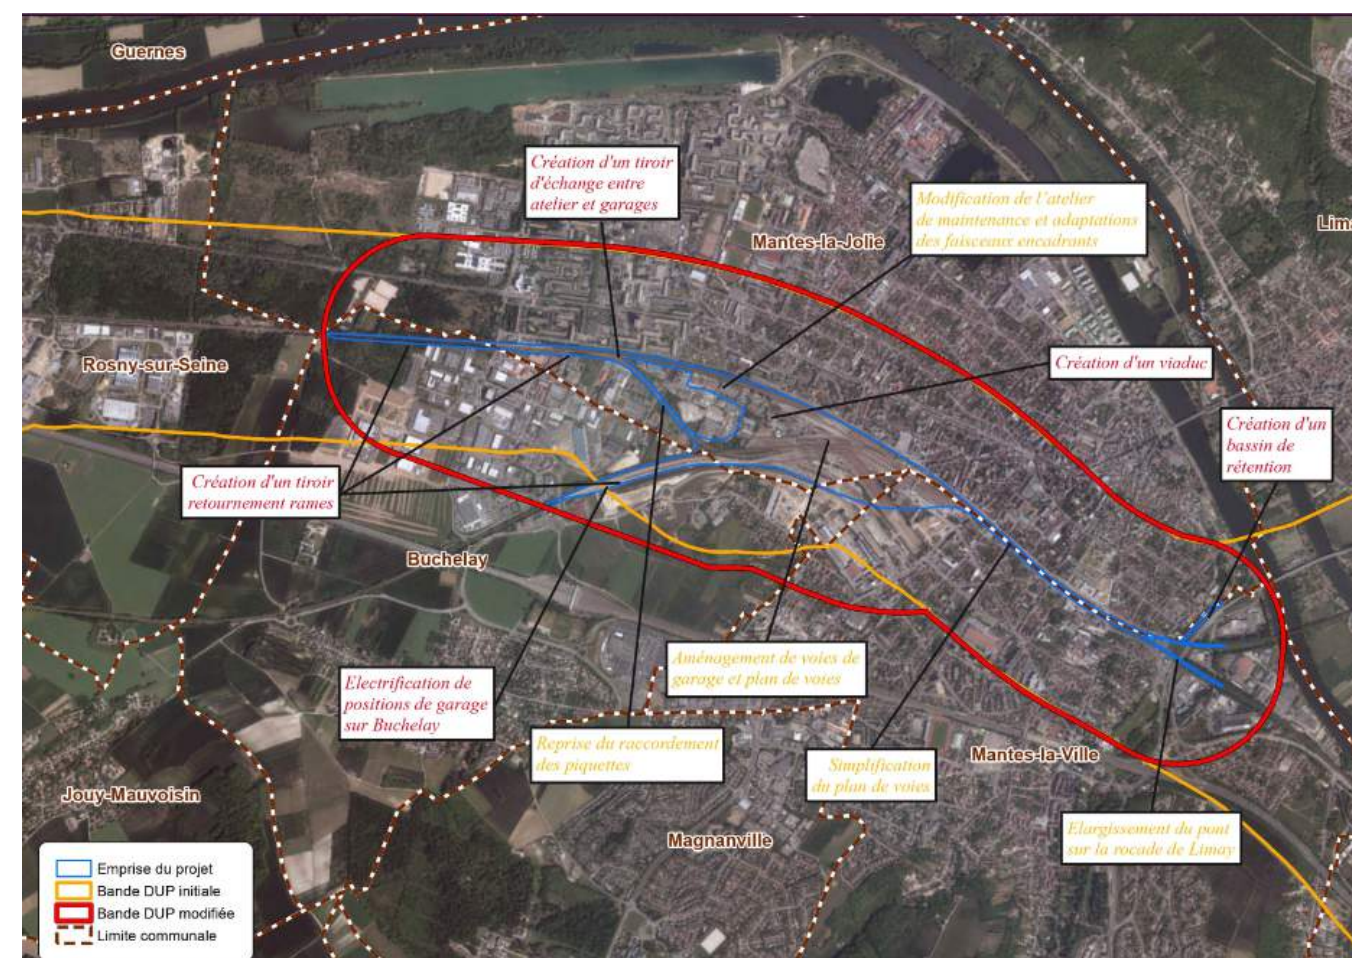 Guernes
Création d'un tiroir
d'échange entre
atelier et garages
Modification de l'atelier
de maintenance et adaptations
des faisceaux encadrants
Mantes-la-Jolie
Rosny-sur-Seine
Création d'un viaduc
Création d'un
bassin de
rétention
Création d'un tiroir
retournement rames
Buchelay
Electrification de
positions de garage
sur Buchelay
Aménagement de voies de
garage et plan de voies
Reprise du raccordement
des piquettes
Simplification
du plan de voies
Mantes-la-Ville
Jouy-Mauvoisin
Magnanville
Elargissement du pont
sur la rocade de Limay
Emprise du projet
Bande DUP initiale
Bande DUP modifiée
Limite communale